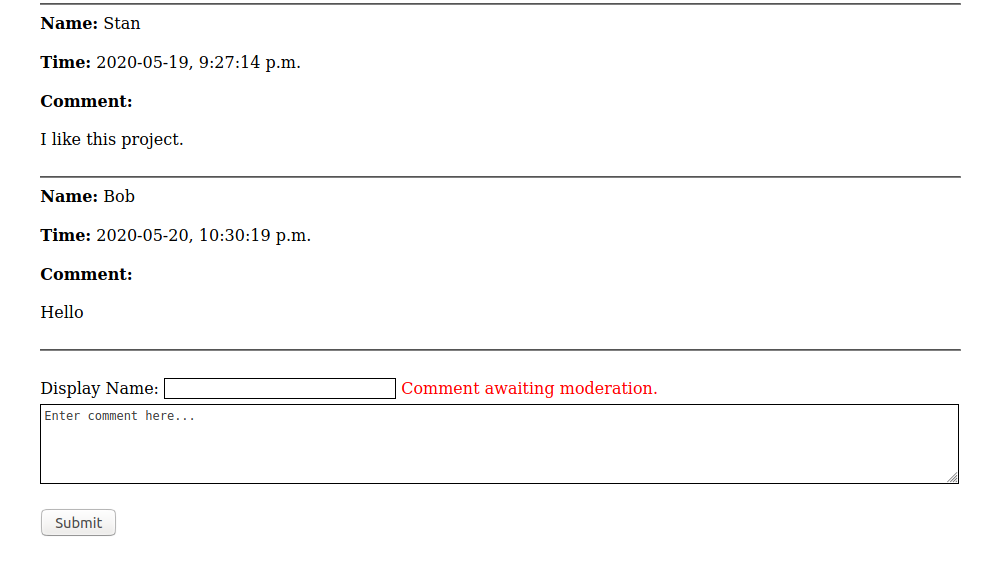 Name: Stan
Time: 2020-05-19, 9:27:14 p.m.
Comment:
I like this project.
Name: Bob
Time: 2020-05-20, 10:30:19 p.m.
Comment:
Hello
Display Name: Comment awaiting moderation.
Enter comment here...
Submit